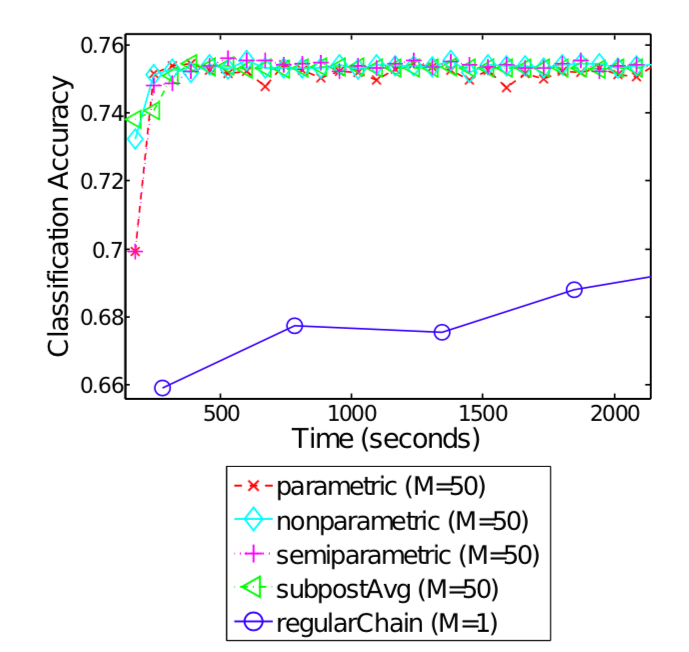 0.76
0.74
0.72
0.7
0.68
0.66
Classification Accuracy
500 1000 1500 2000
Time (seconds)
parametric (M=50)
nonparametric (M=50)
semiparametric (M=50)
subpostAvg (M=50)
regularChain (M=1)